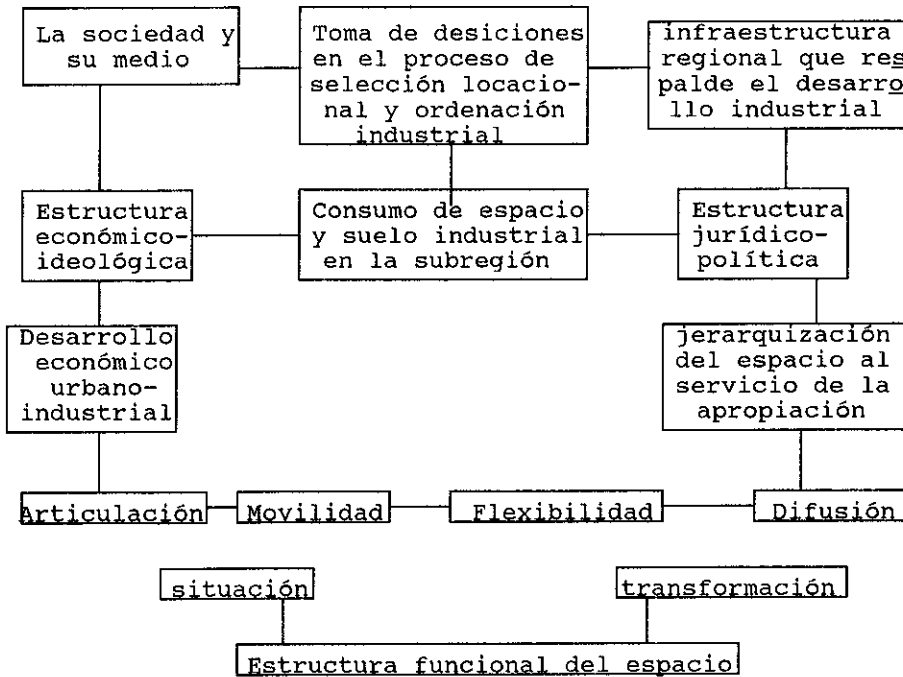 La sociedad y
su medio
Toma de desiciones
en el proceso de
selección locacio-
nal y ordenación
industrial
infraestructura
regional que res
palde el desarro
llo industrial
Estructura
económico-
ideológica
Consumo de espacio
y suelo industrial
en la subregión
Estructura
jurídico-
política
Desarrollo
económico
urbano-
industrial
jerarquización
del espacio al
servicio de la
apropiación
Articulación
Movilidad
Flexibilidad
Difusión
situación
transformación
Estructura funcional del espacio